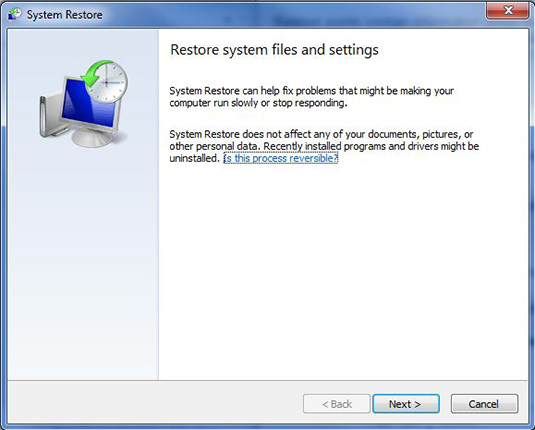 System Restore
Restore system files and settings
System Restore can help fix problems that might be making your
computer run slowly or stop responding.
System Restore does not affect any of your documents, pictures, or
other personal data. Recently installed programs and drivers might be
uninstalled. Is this process reversible?
< Back
Next >
Cancel